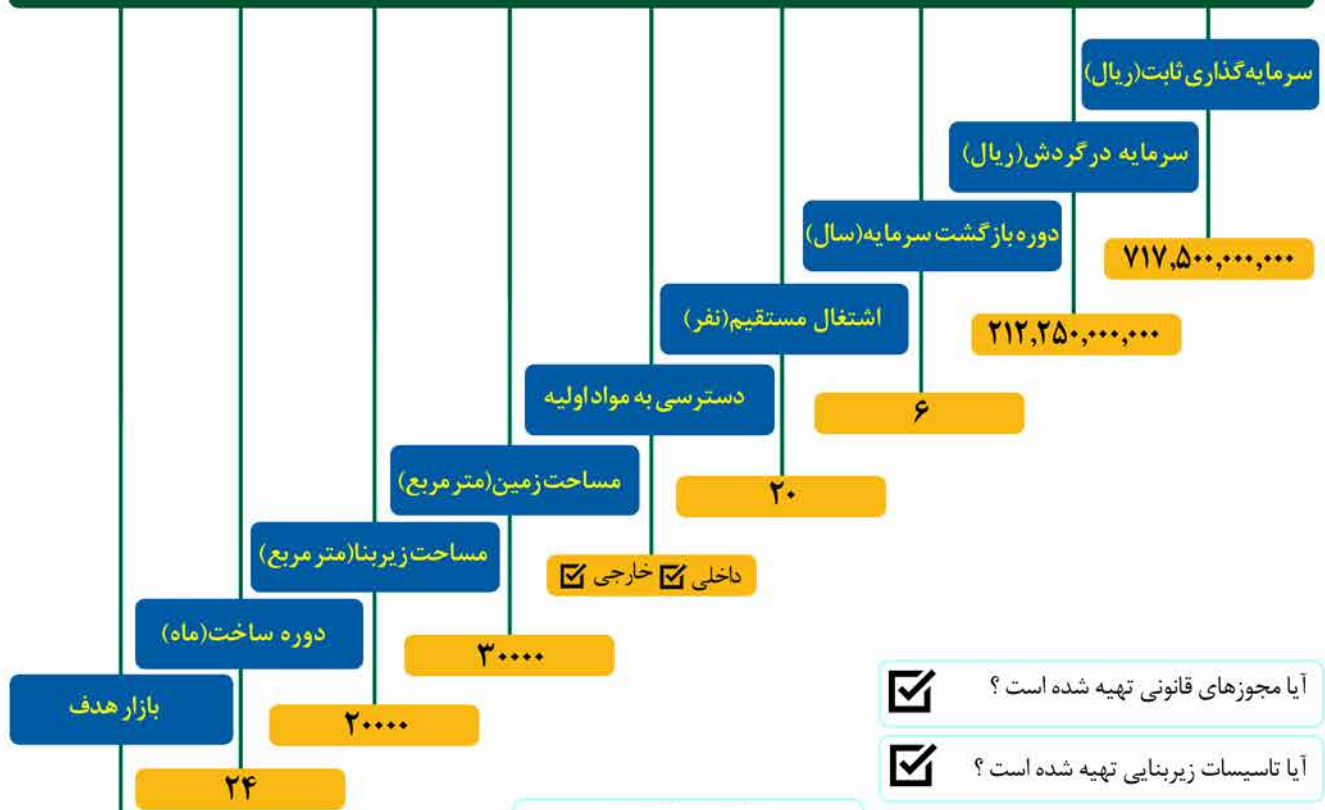 سرمایه‌گذاری ثابت(ریال)
۷۱۷,۵۰۰,۰۰۰,۰۰۰
سرمایه در گردش(ریال)
۲۱۲,۲۵۰,۰۰۰,۰۰۰
دوره بازگشت سرمایه(سال)
۶
اشتغال مستقیم(نفر)
۲۰
دسترسی به مواد اولیه
داخلی ☑ خارجی ☑
مساحت زمین(متر مربع)
۳۰۰۰۰
مساحت زیربنا(متر مربع)
۲۰۰۰۰
دوره ساخت(ماه)
۲۴
بازار هدف
آیا مجوزهای قانونی تهیه شده است ؟ ☑
آیا تاسیسات زیربنایی تهیه شده است ؟ ☑